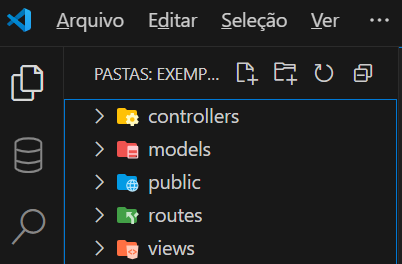 Arquivo Editar Seleção Ver ···
PASTAS: EXEMP...
controllers
models
public
routes
views